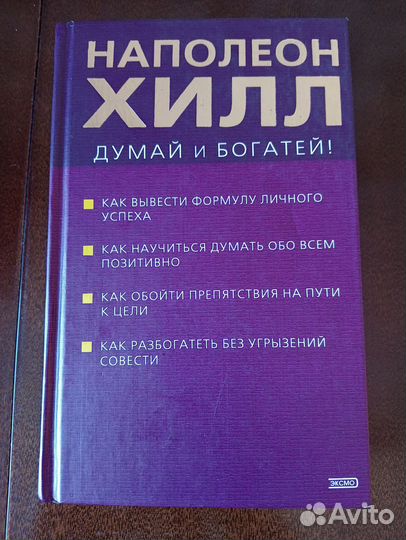 НАПОЛЕОН
ХИЛЛ
ДУМАЙ и БОГАТЕЙ!
КАК ВЫВЕСТИ ФОРМУЛУ ЛИЧНОГО
УСПЕХА
КАК НАУЧИТЬСЯ ДУМАТЬ ОБО ВСЕМ
ПОЗИТИВНО
КАК ОБОЙТИ ПРЕПЯТСТВИЯ НА ПУТИ
К ЦЕЛИ
КАК РАЗБОГАТЕТЬ БЕЗ УГРЫЗЕНИЙ
СОВЕСТИ
ЭКСМО
Avito